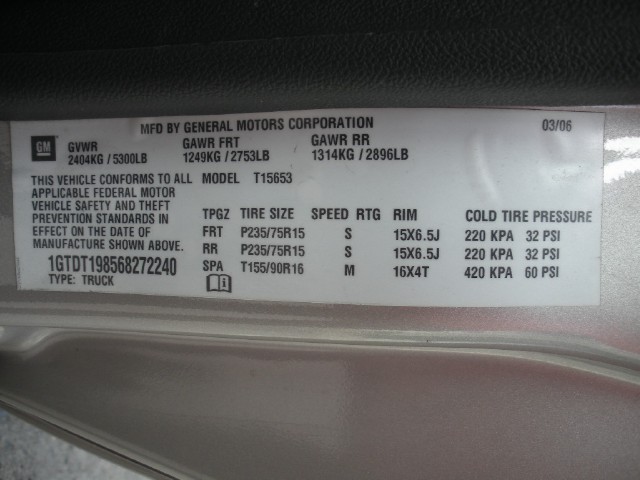 MFD BY GENERAL MOTORS CORPORATION 03/06
GM GVWR GAWR FRT GAWR RR
2404KG / 5300LB 1249KG / 2753LB 1314KG / 2896LB
THIS VEHICLE CONFORMS TO ALL MODEL T15653
APPLICABLE FEDERAL MOTOR
VEHICLE SAFETY AND THEFT
PREVENTION STANDARDS IN
EFFECT ON THE DATE OF
MANUFACTURE SHOWN ABOVE.
TPGZ TIRE SIZE SPEED RTG RIM COLD TIRE PRESSURE
FRT P235/75R15 S 15X6.5J 220 KPA 32 PSI
RR P235/75R15 S 15X6.5J 220 KPA 32 PSI
SPA T155/90R16 M 16X4T 420 KPA 60 PSI
1GTDT198568272240
TYPE: TRUCK